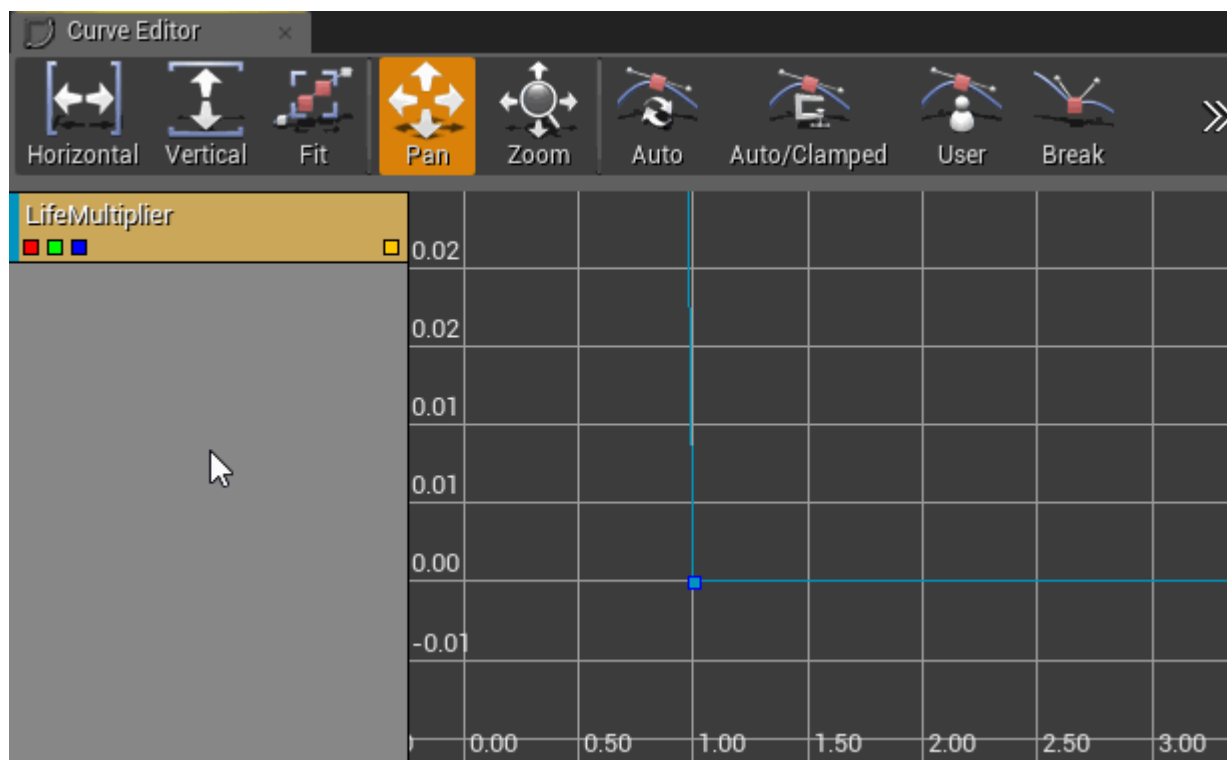 Curve Editor
Horizontal Vertical Fit Pan Zoom Auto Auto/Clamped User Break
LifeMultiplier
0.02
0.02
0.01
0.01
0.00
-0.01
0.00 0.50 1.00 1.50 2.00 2.50 3.00